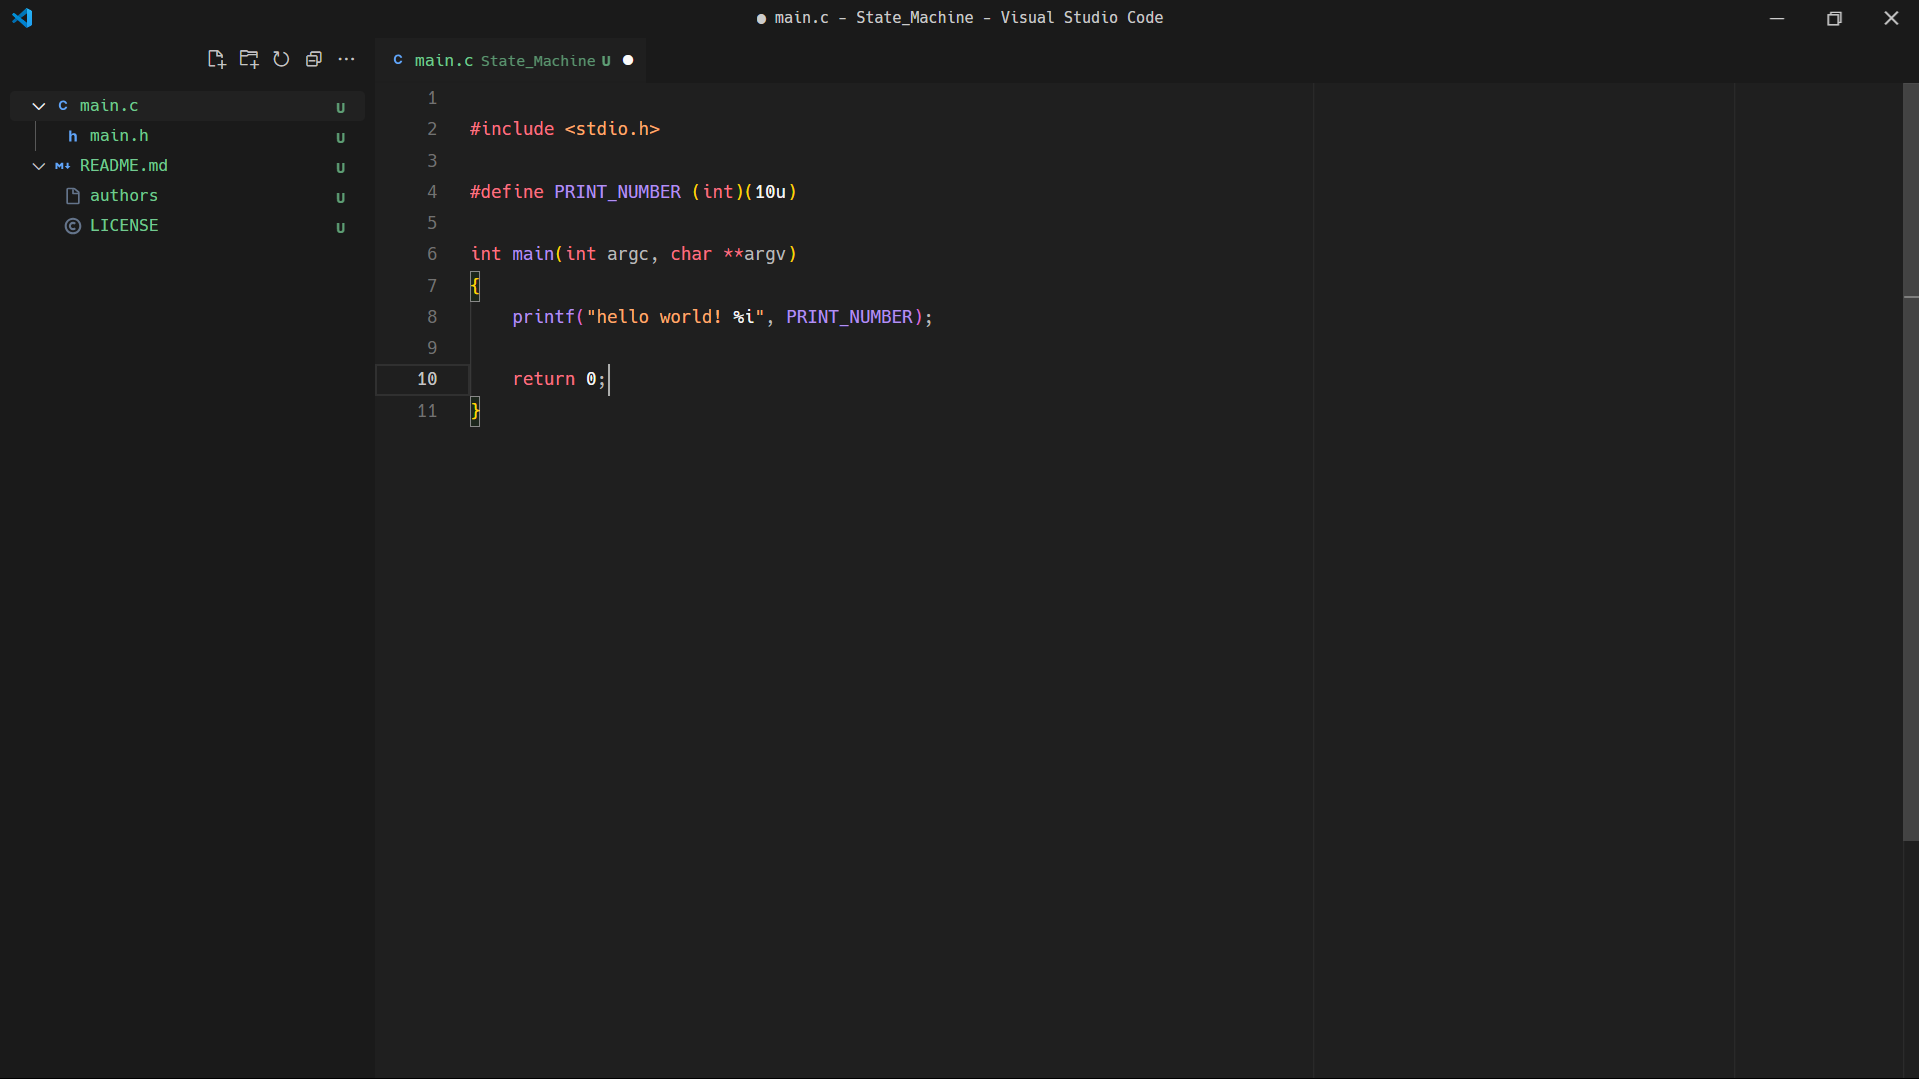 ● main.c - State_Machine - Visual Studio Code
main.c U
main.h U
README.md U
authors U
LICENSE U
C main.c State_Machine U ●
1
2 #include <stdio.h>
3
4 #define PRINT_NUMBER (int)(10u)
5
6 int main(int argc, char **argv)
7 {
8 printf("hello world! %i", PRINT_NUMBER);
9
10 return 0;
11 }